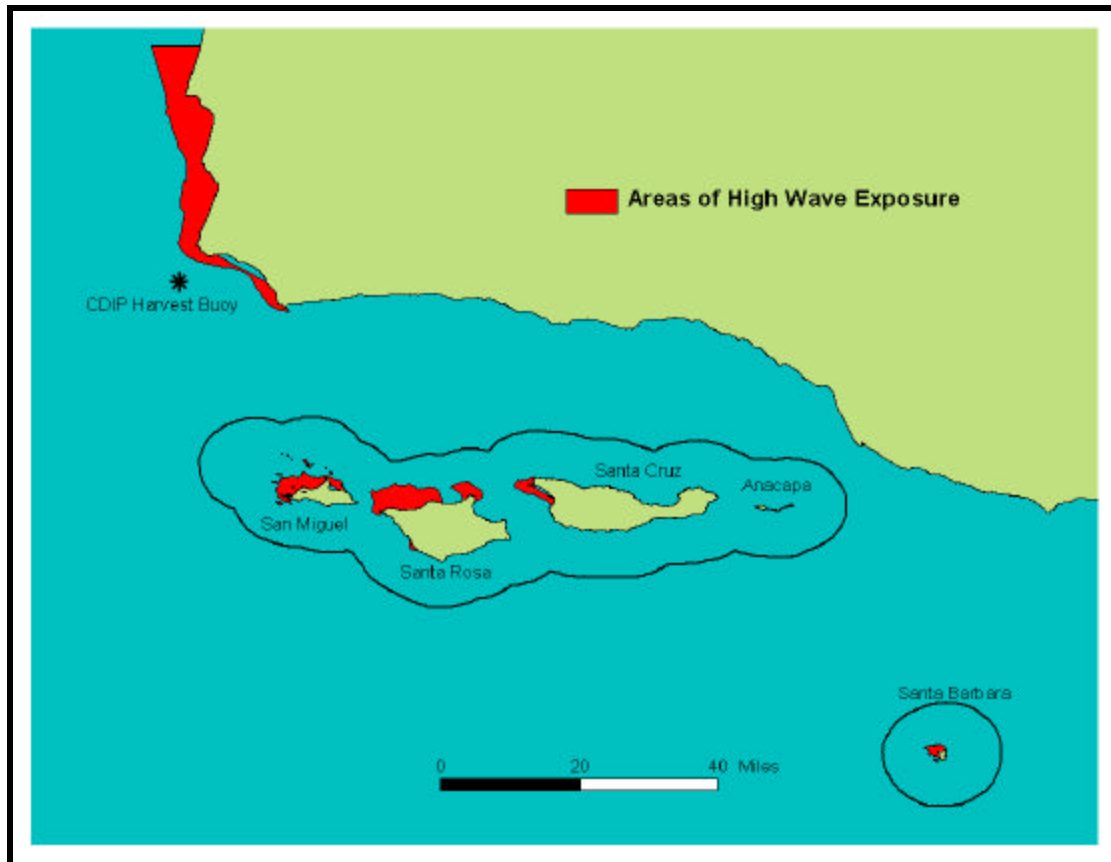 Areas of High Wave Exposure
CDIP Harvest Buoy
Santa Cruz
Anacapa
San Miguel
Santa Rosa
Santa Barbara
0 20 40 Miles